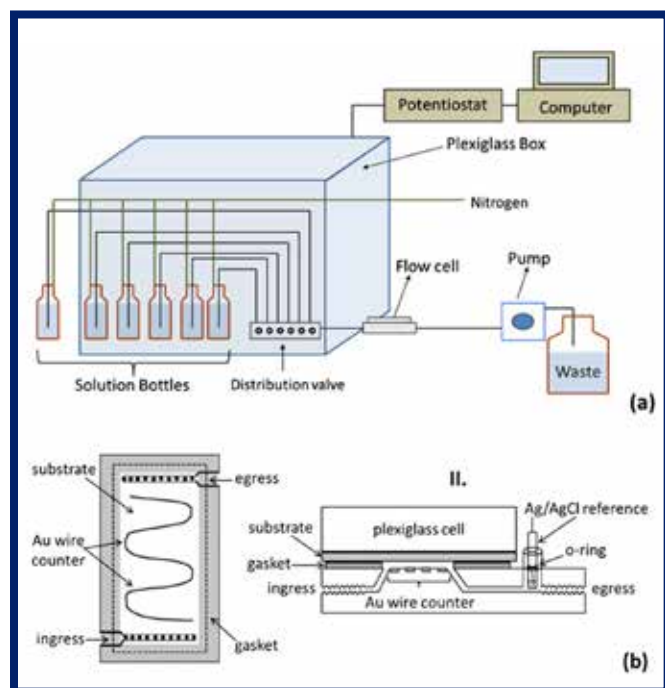 Potentiostat
Computer
Plexiglass Box
Nitrogen
Flow cell
Pump
Solution Bottles
Distribution valve
Waste
(a)
substrate
egress
Au wire
counter
ingress
gasket
II.
Ag/AgCl reference
plexiglass cell
substrate
gasket
o-ring
ingress
egress
Au wire counter
(b)